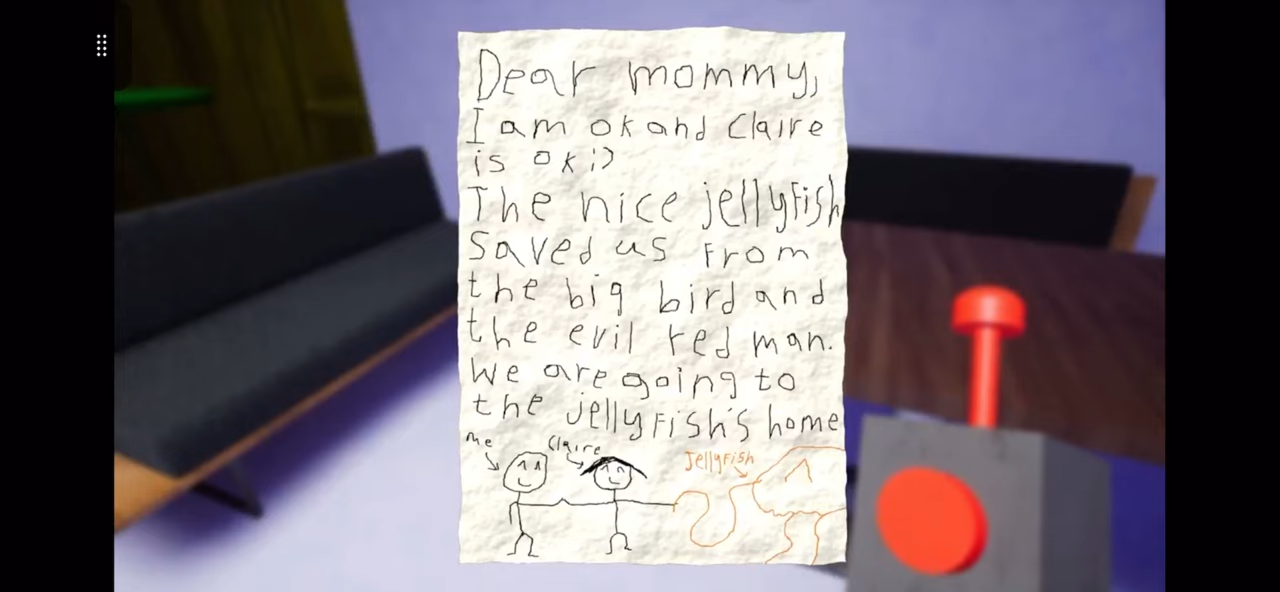 Dear mommy,
I am ok and Claire
is ok :)
The nice jellyfish
saved us from
the big bird and
the evil red man.
We are going to
the jellyfish's home
me
Claire
Jellyfish